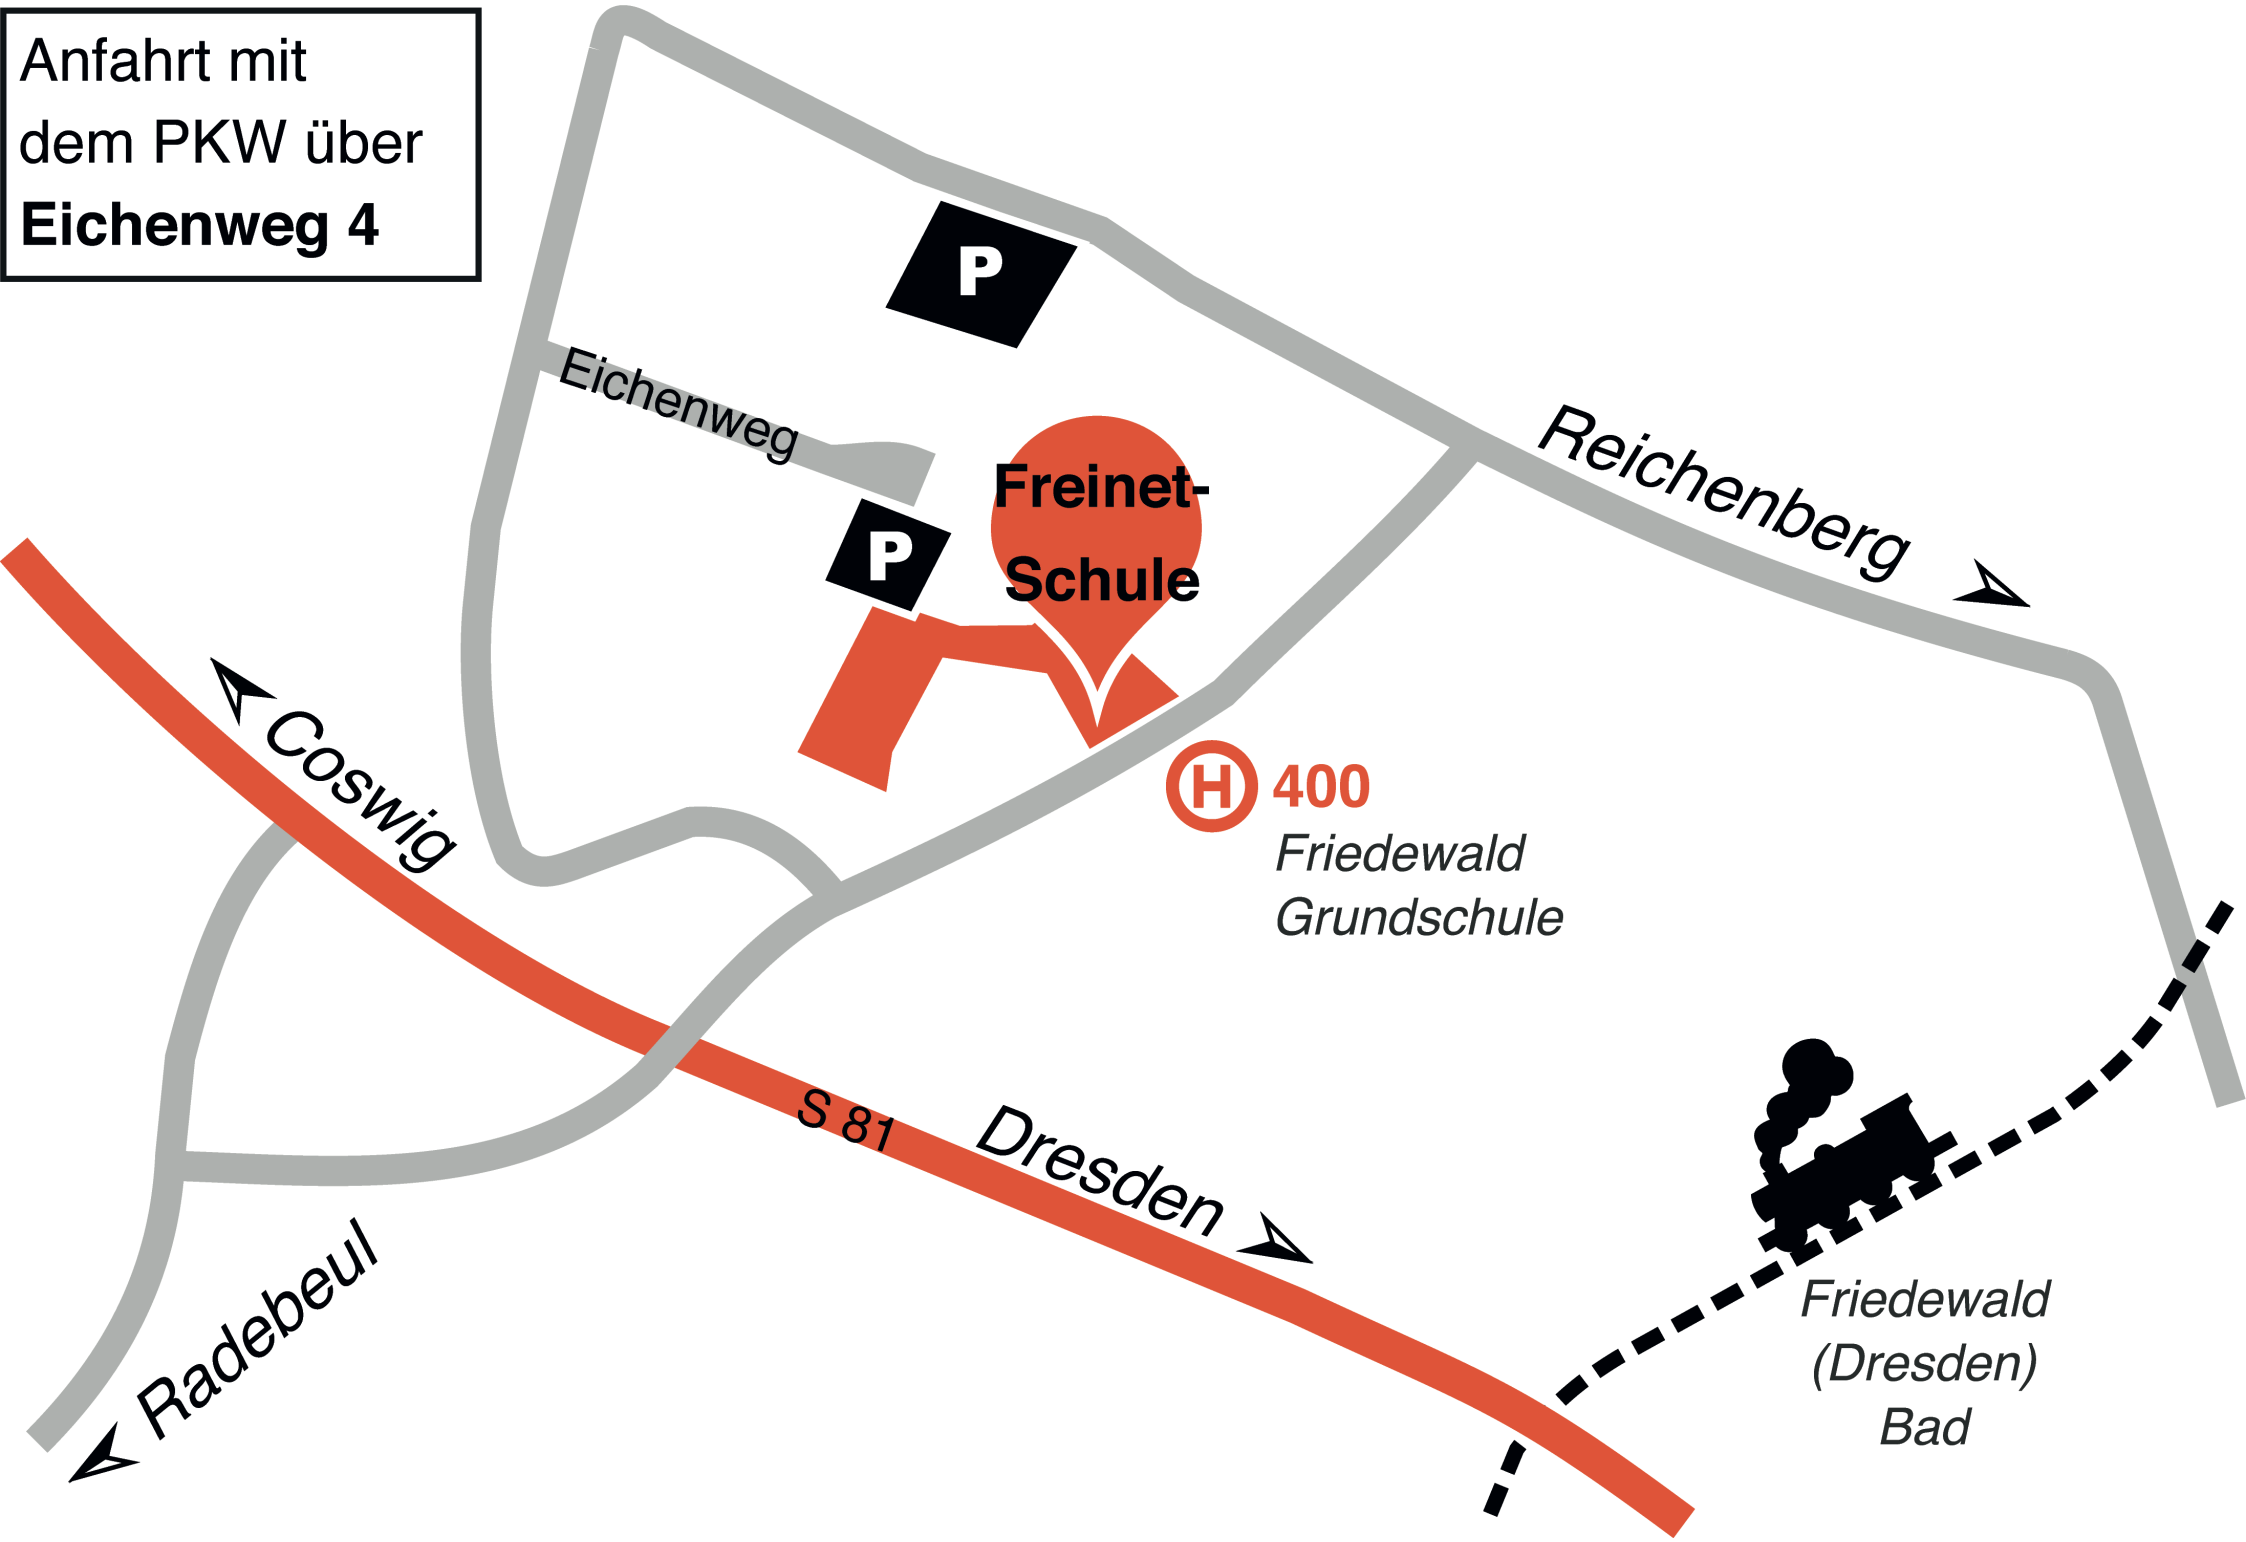 Anfahrt mit
dem PKW über
Eichenweg 4
P
Eichenweg
Reichenberg
Freinet-
Schule
P
Coswig
H 400
Friedewald
Grundschule
S 81
Dresden
Radebeul
Friedewald
(Dresden)
Bad